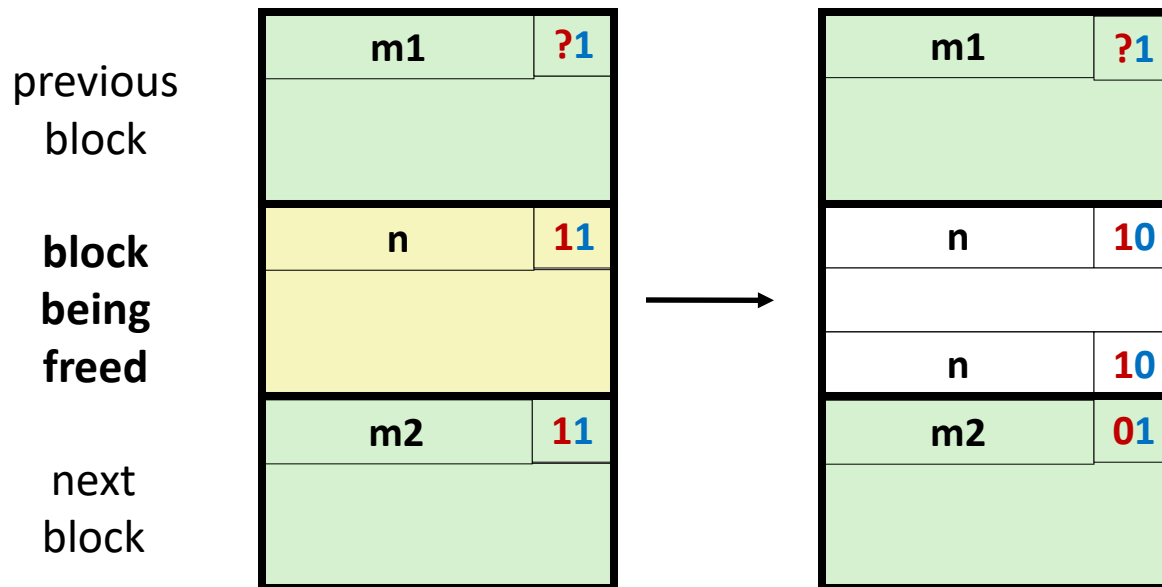 m1 ?1 m1 ?1
previous
block
n 11 n 10
block
being
freed
n 10
m2 11 m2 01
next
block